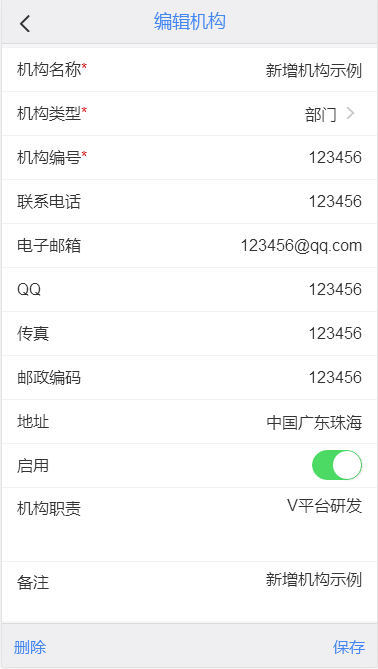 编辑机构
机构名称* 新增机构示例
机构类型* 部门
机构编号* 123456
联系电话 123456
电子邮箱 123456@qq.com
QQ 123456
传真 123456
邮政编码 123456
地址 中国广东珠海
启用
机构职责 V平台研发
备注 新增机构示例
删除 保存